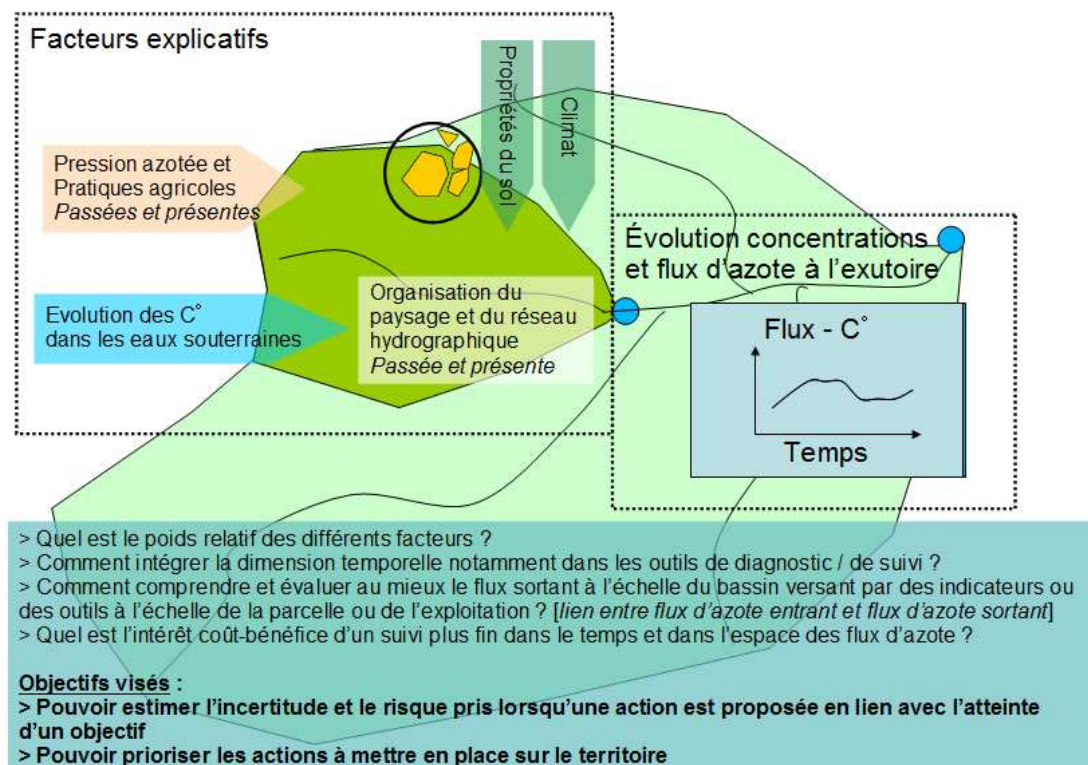 Facteurs explicatifs
Propriétés du sol
Climat
Pression azotée et
Pratiques agricoles
Passées et présentes
Evolution des C°
dans les eaux souterraines
Organisation du
paysage et du réseau
hydrographique
Passée et présente
Évolution concentrations
et flux d'azote à l'exutoire
Flux - C°
Temps
> Quel est le poids relatif des différents facteurs ?
> Comment intégrer la dimension temporelle notamment dans les outils de diagnostic / de suivi ?
> Comment comprendre et évaluer au mieux le flux sortant à l'échelle du bassin versant par des indicateurs ou
des outils à l'échelle de la parcelle ou de l'exploitation ? [lien entre flux d'azote entrant et flux d'azote sortant]
> Quel est l'intérêt coût-bénéfice d'un suivi plus fin dans le temps et dans l'espace des flux d'azote ?
Objectifs visés :
> Pouvoir estimer l'incertitude et le risque pris lorsqu'une action est proposée en lien avec l'atteinte
d'un objectif
> Pouvoir prioriser les actions à mettre en place sur le territoire